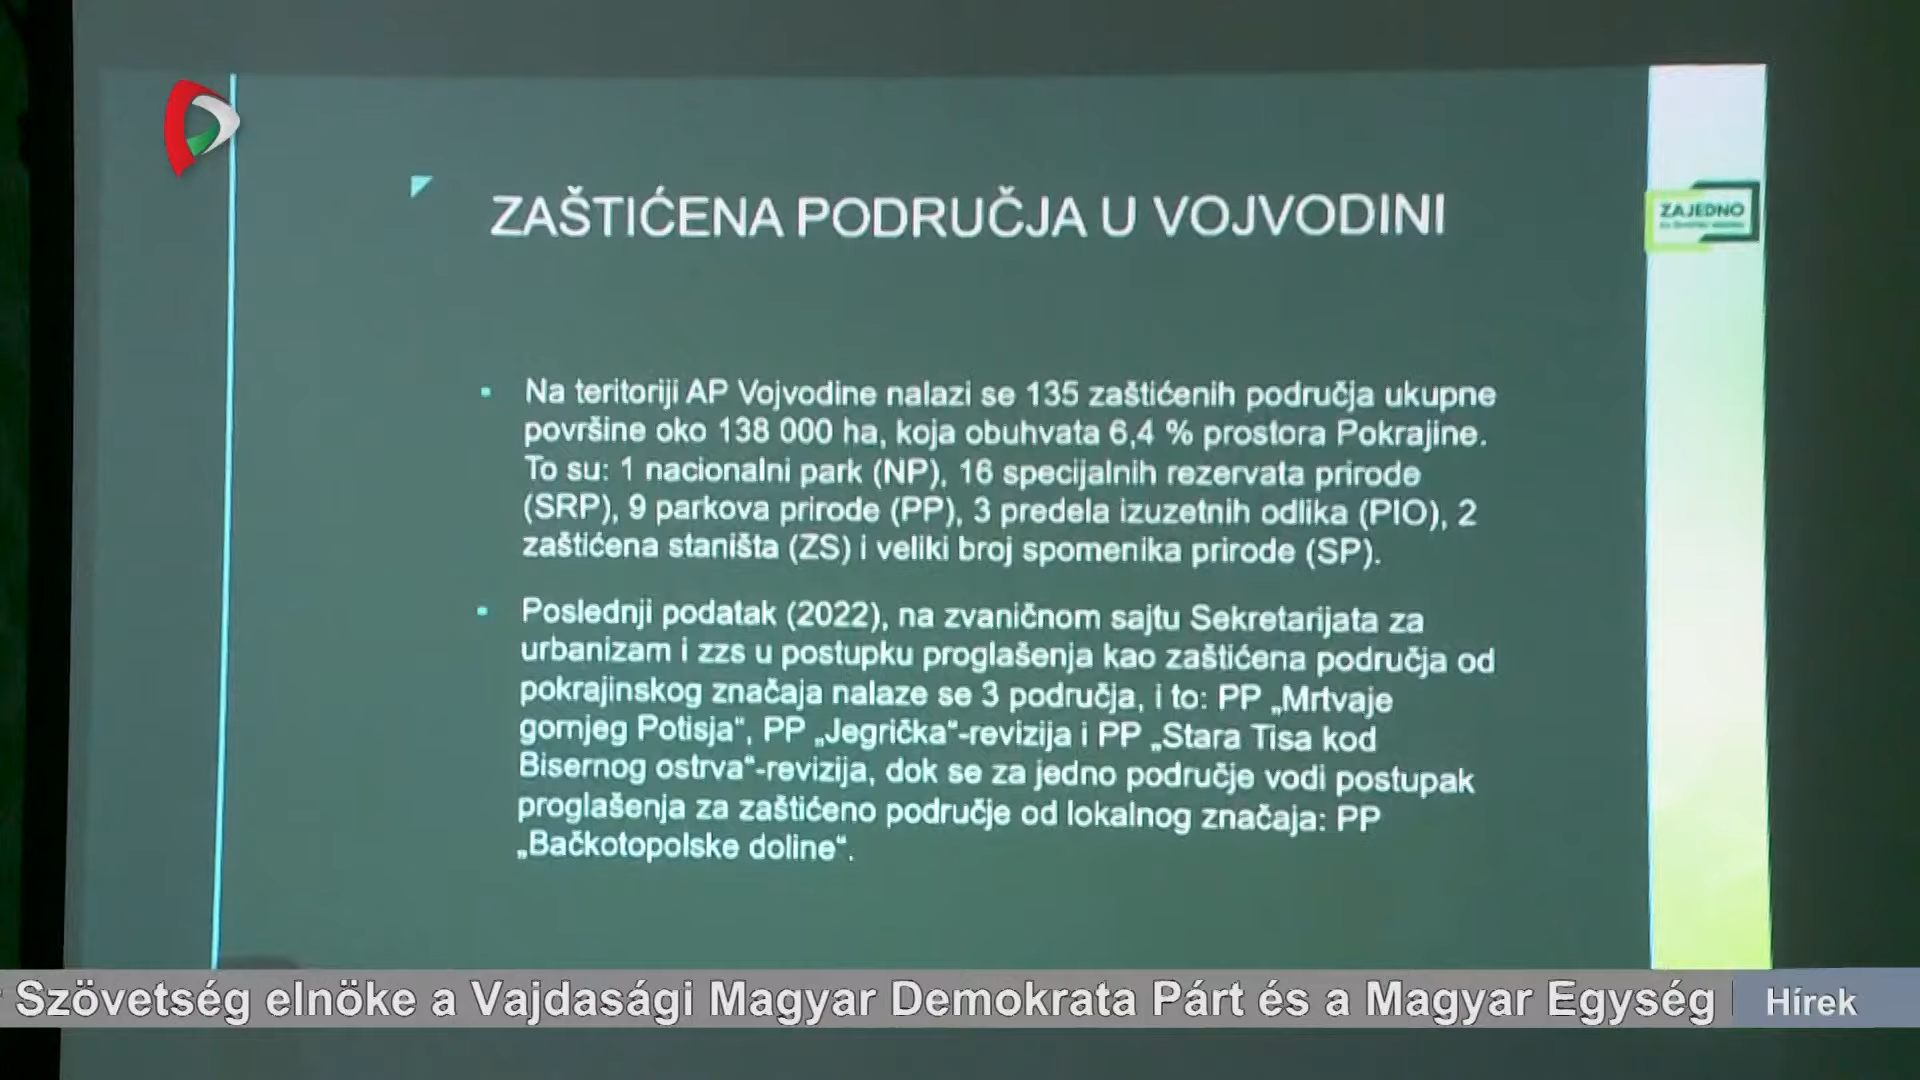 ZAŠTIĆENA PODRUČJA U VOJVODINI
ZAJEDNO
Na teritoriji AP Vojvodine nalazi se 135 zaštićenih područja ukupne
površine oko 138 000 ha, koja obuhvata 6,4 % prostora Pokrajine.
To su: 1 nacionalni park (NP), 16 specijalnih rezervata prirode
(SRP), 9 parkova prirode (PP), 3 predela izuzetnih odlika (PIO), 2
zaštićena staništa (ZS) i veliki broj spomenika prirode (SP).
Poslednji podatak (2022), na zvaničnom sajtu Sekretarijata za
urbanizam i zzs u postupku proglašenja kao zaštićena područja od
pokrajinskog značaja nalaze se 3 područja, i to: PP „Mrtvaje
gornjeg Potisja“, PP „Jegrička“-revizija i PP „Stara Tisa kod
Bisernog ostrva“-revizija, dok se za jedno područje vodi postupak
proglašenja za zaštićeno područje od lokalnog značaja: PP
„Bačkotopolske doline“.
Szövetség elnöke a Vajdasági Magyar Demokrata Párt és a Magyar Egység
Hírek